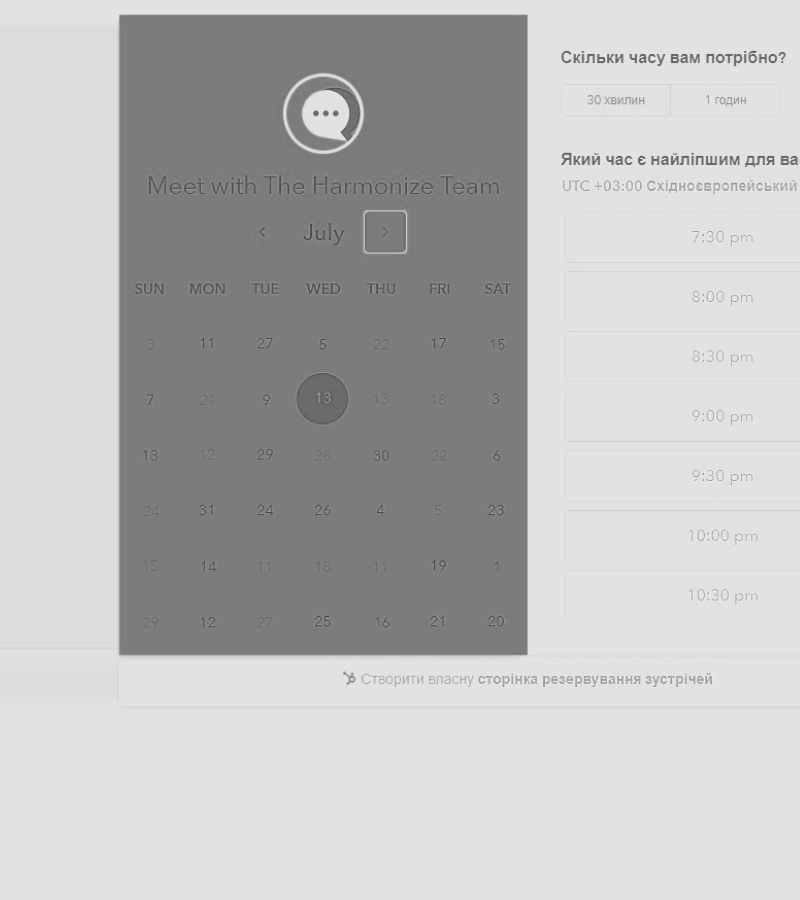 Meet with The Harmonize Team
July
SUN MON TUE WED THU FRI SAT
3 11 27 5 22 17 15
7 21 9 13 13 18 3
13 12 29 28 30 22 6
24 31 24 26 4 5 23
15 14 11 18 11 19 1
29 12 27 25 16 21 20
Скільки часу вам потрібно?
30 хвилин 1 годин
Який час є найліпшим для ва
UTC +03:00 Східноєвропейський
7:30 pm
8:00 pm
8:30 pm
9:00 pm
9:30 pm
10:00 pm
10:30 pm
Створити власну сторінка резервування зустрічей